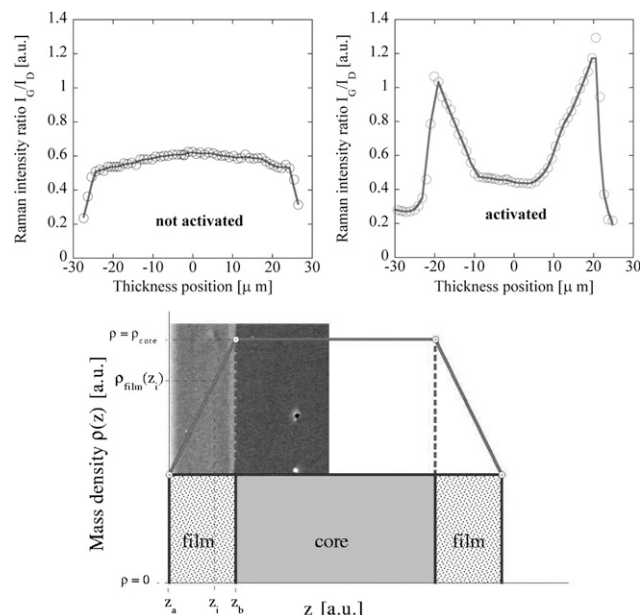 Raman intensity ratio I_G/I_D [a.u.]
1.4
1.2
1
0.8
0.6
0.4
0.2
0
not activated
-30 -20 -10 0 10 20 30
Thickness position [μ m]
Raman intensity ratio I_G/I_D [a.u.]
1.4
1.2
1
0.8
0.6
0.4
0.2
0
activated
-30 -20 -10 0 10 20 30
Thickness position [μ m]
Mass density ρ(z) [a.u.]
ρ = ρ_core
ρ_film(z_i)
film core film
ρ=0
z_a z_i z_b z [a.u.]